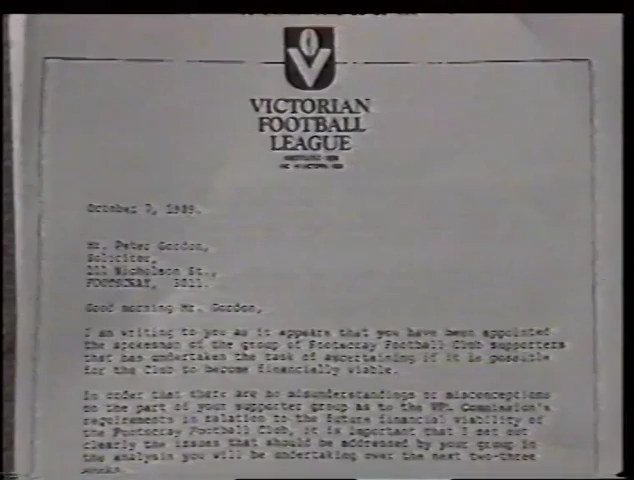 VICTORIAN
FOOTBALL
LEAGUE
October 7, 1989.
Mr. Peter Gordon,
Solicitor,
Nicholson St.,
FOOTSCRAY, 3011.
Good morning Mr. Gordon,
I am writing to you as it appears that you have been appointed
the spokesman of the group of Footscray Football Club supporters
that has undertaken the task of ascertaining if it is possible
for the Club to become financially viable.
In order that there are no misunderstandings or misconceptions
on the part of your supporter group as to the VFL Commission's
requirements in relation to the future financial viability of
the Footscray Football Club, it is important that I set out
clearly the issues that should be addressed by your group in
the analysis you will be undertaking over the next two-three
weeks.